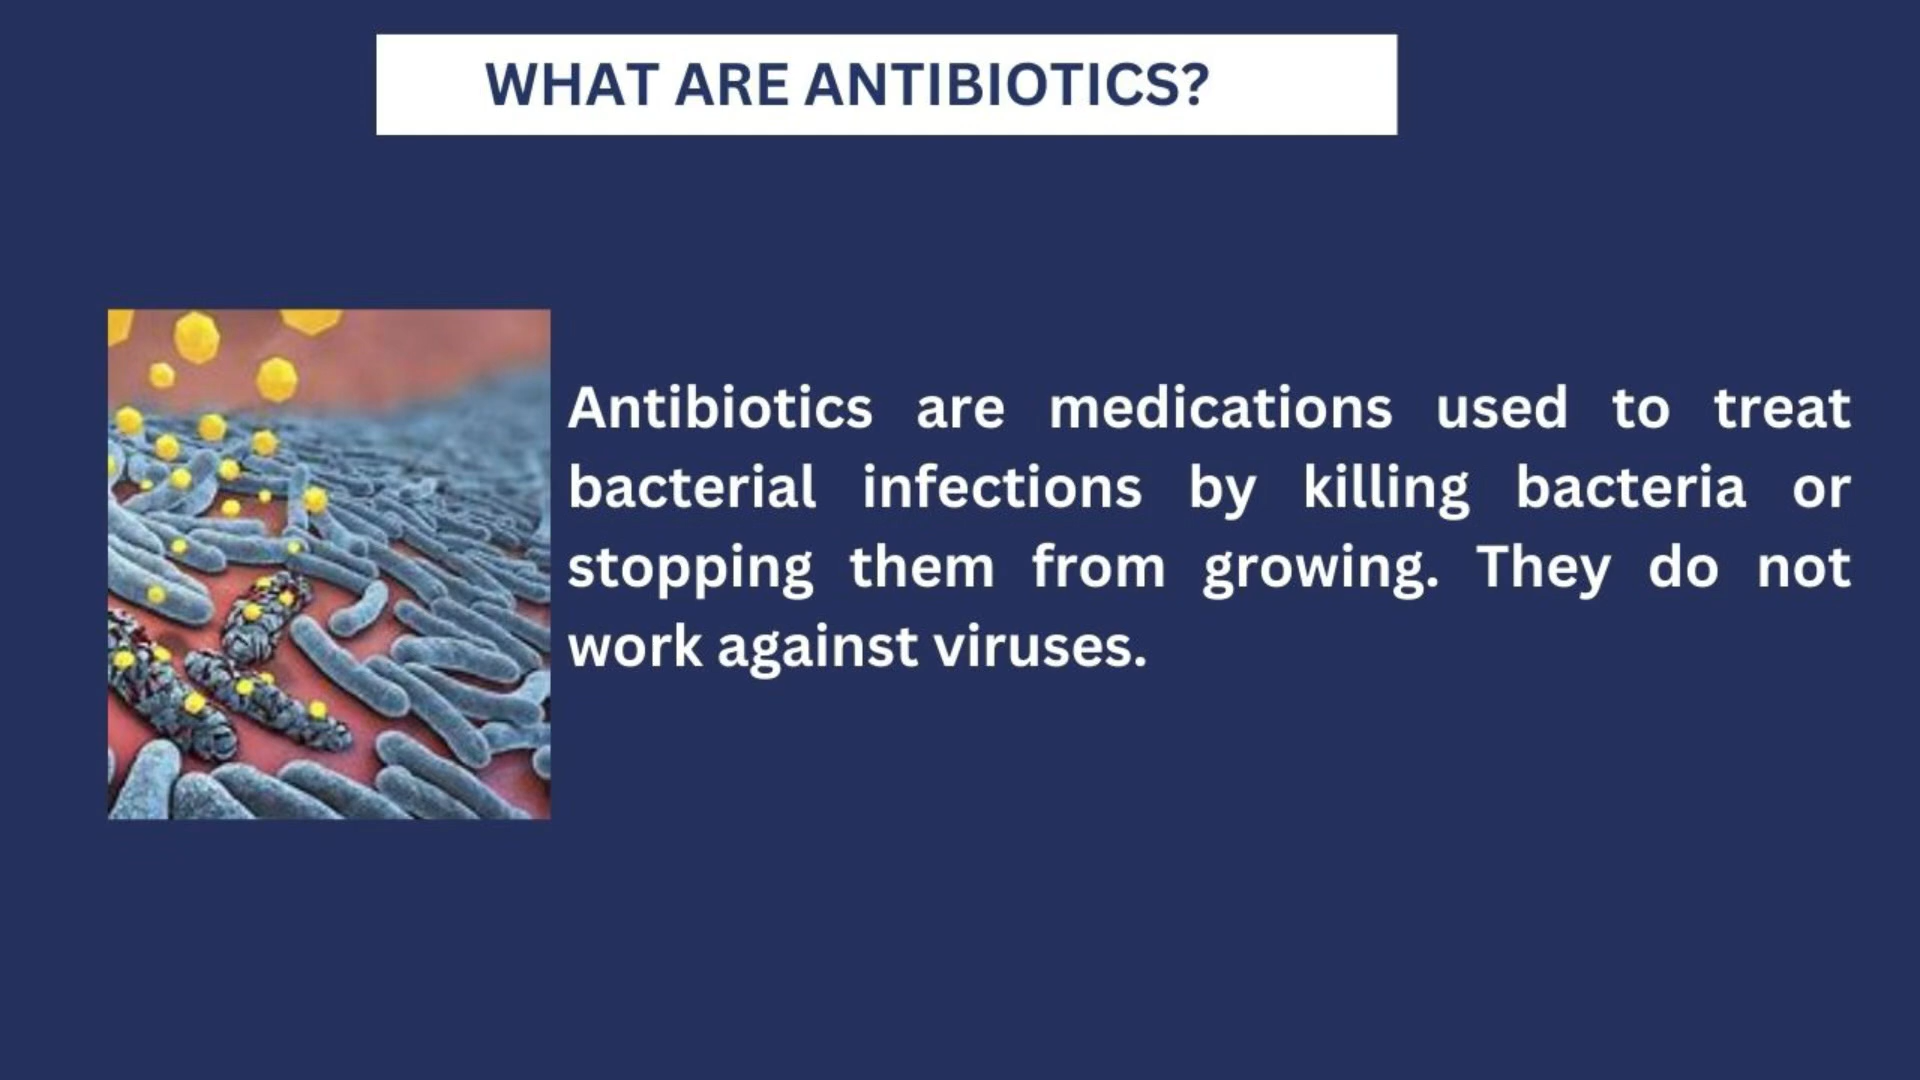 WHAT ARE ANTIBIOTICS?
Antibiotics are medications used to treat
bacterial infections by killing bacteria or
stopping them from growing. They do not
work against viruses.